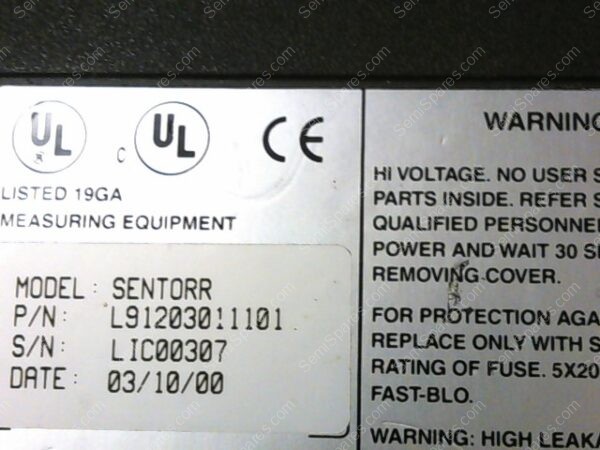 UL
C UL CE
LISTED 19GA
MEASURING EQUIPMENT
MODEL: SENTORR
P/N: L91203011101
S/N: LIC00307
DATE: 03/10/00
WARNING
HI VOLTAGE. NO USER S
PARTS INSIDE. REFER S
QUALIFIED PERSONNE
POWER AND WAIT 30 S
REMOVING COVER.
FOR PROTECTION AGA
REPLACE ONLY WITH S
RATING OF FUSE. 5X20
FAST-BLO.
WARNING: HIGH LEAKA
SemiSpares.com